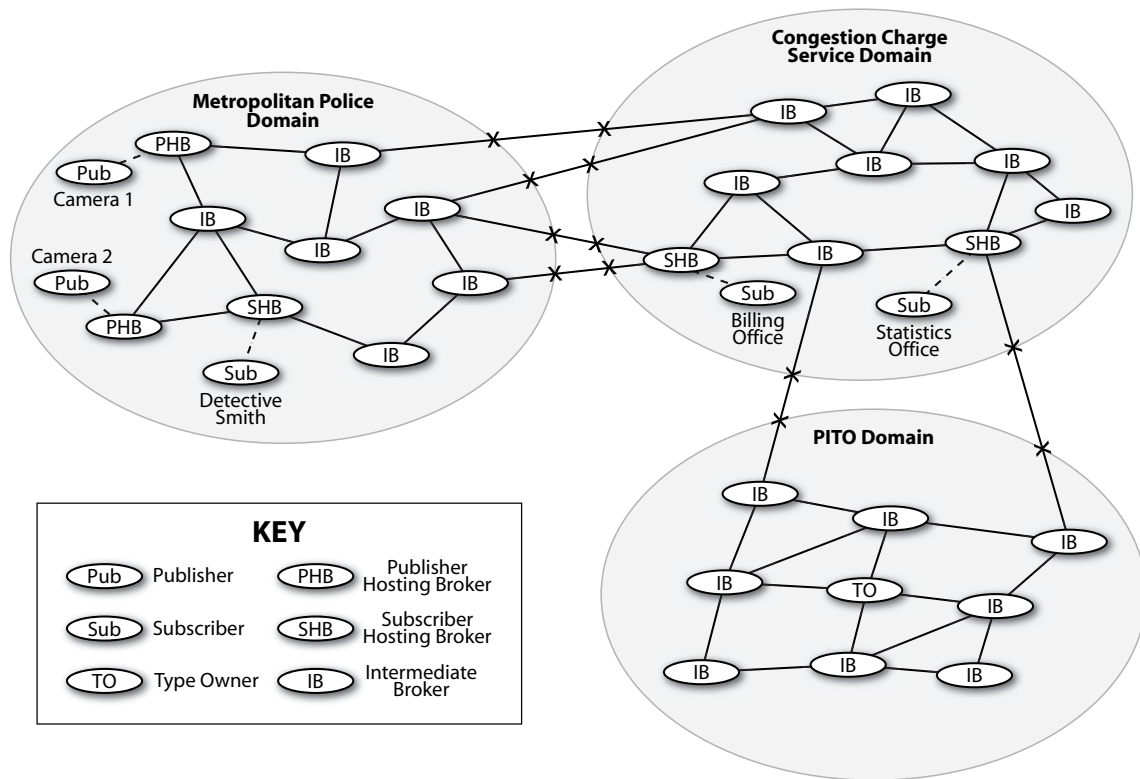 Congestion Charge
Service Domain
Metropolitan Police
Domain
PHB
IB
Pub
Camera 1
IB
IB
IB
Camera 2
Pub
PHB
SHB
IB
IB
Sub
Detective
Smith
IB
IB
IB
IB
IB
IB
SHB
IB
SHB
Sub
Billing
Office
Sub
Statistics
Office
PITO Domain
IB
IB
IB
IB
TO
IB
IB
IB
IB
KEY
Pub Publisher
PHB Publisher
Hosting Broker
Sub Subscriber
SHB Subscriber
Hosting Broker
TO Type Owner
IB Intermediate
Broker